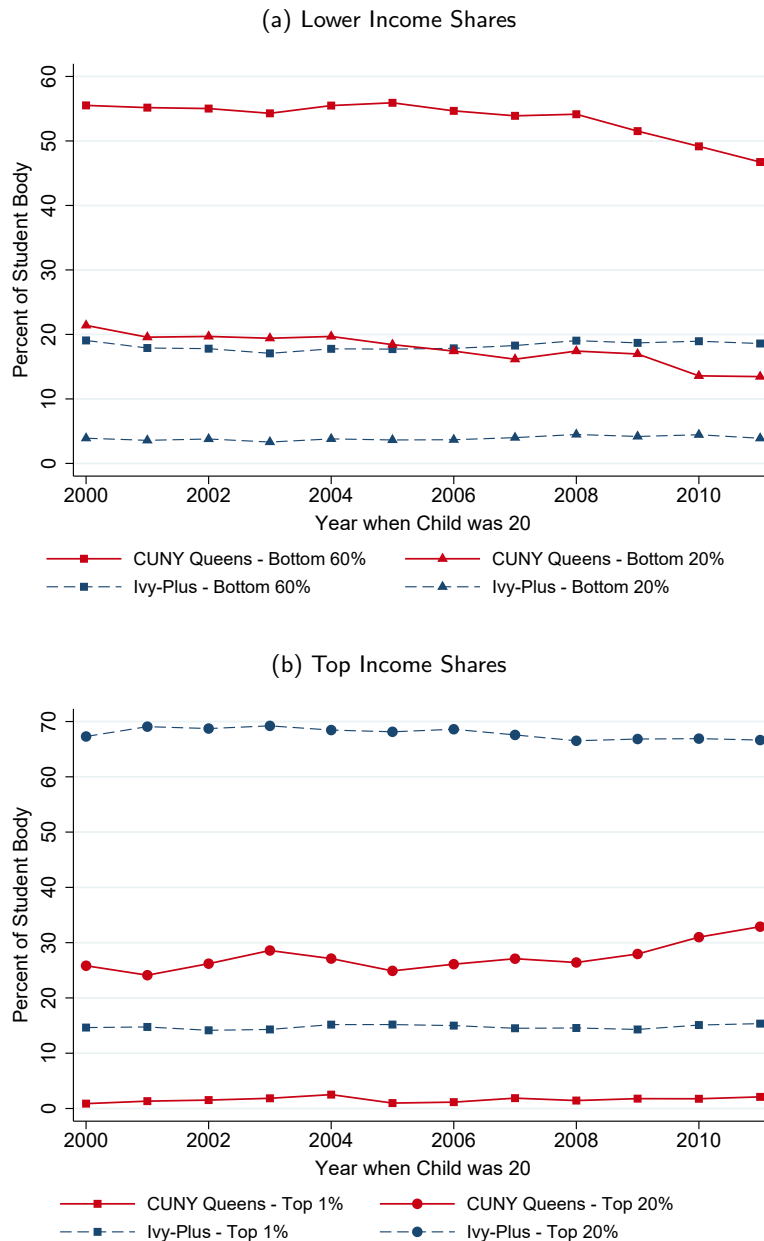 (a) Lower Income Shares
60
50
40
30
20
10
0
Percent of Student Body
2000 2002 2004 2006 2008 2010
Year when Child was 20
CUNY Queens - Bottom 60% CUNY Queens - Bottom 20%
Ivy-Plus - Bottom 60% Ivy-Plus - Bottom 20%
(b) Top Income Shares
70
60
50
40
30
20
10
0
Percent of Student Body
2000 2002 2004 2006 2008 2010
Year when Child was 20
CUNY Queens - Top 1% CUNY Queens - Top 20%
Ivy-Plus - Top 1% Ivy-Plus - Top 20%